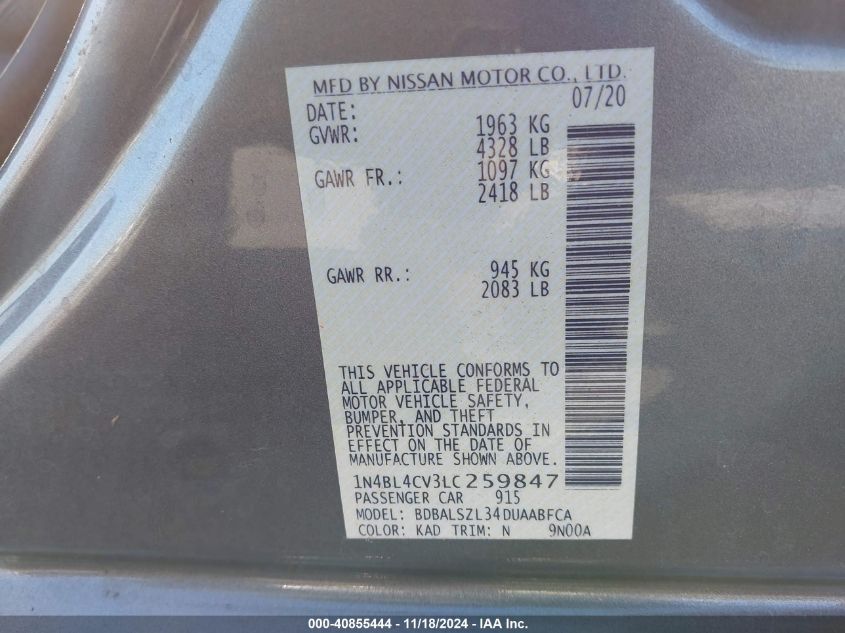 MFD BY NISSAN MOTOR CO., LTD.
DATE: 07/20
GVWR: 1963 KG
4328 LB
GAWR FR.: 1097 KG
2418 LB
GAWR RR.: 945 KG
2083 LB
THIS VEHICLE CONFORMS TO
ALL APPLICABLE FEDERAL
MOTOR VEHICLE SAFETY,
BUMPER, AND THEFT
PREVENTION STANDARDS IN
EFFECT ON THE DATE OF
MANUFACTURE SHOWN ABOVE.
1N4BL4CV3LC259847
PASSENGER CAR 915
MODEL: BDBALSZL34DUAABFCA
COLOR: KAD TRIM: N 9N00A
000-40855444 - 11/18/2024 - IAA Inc.